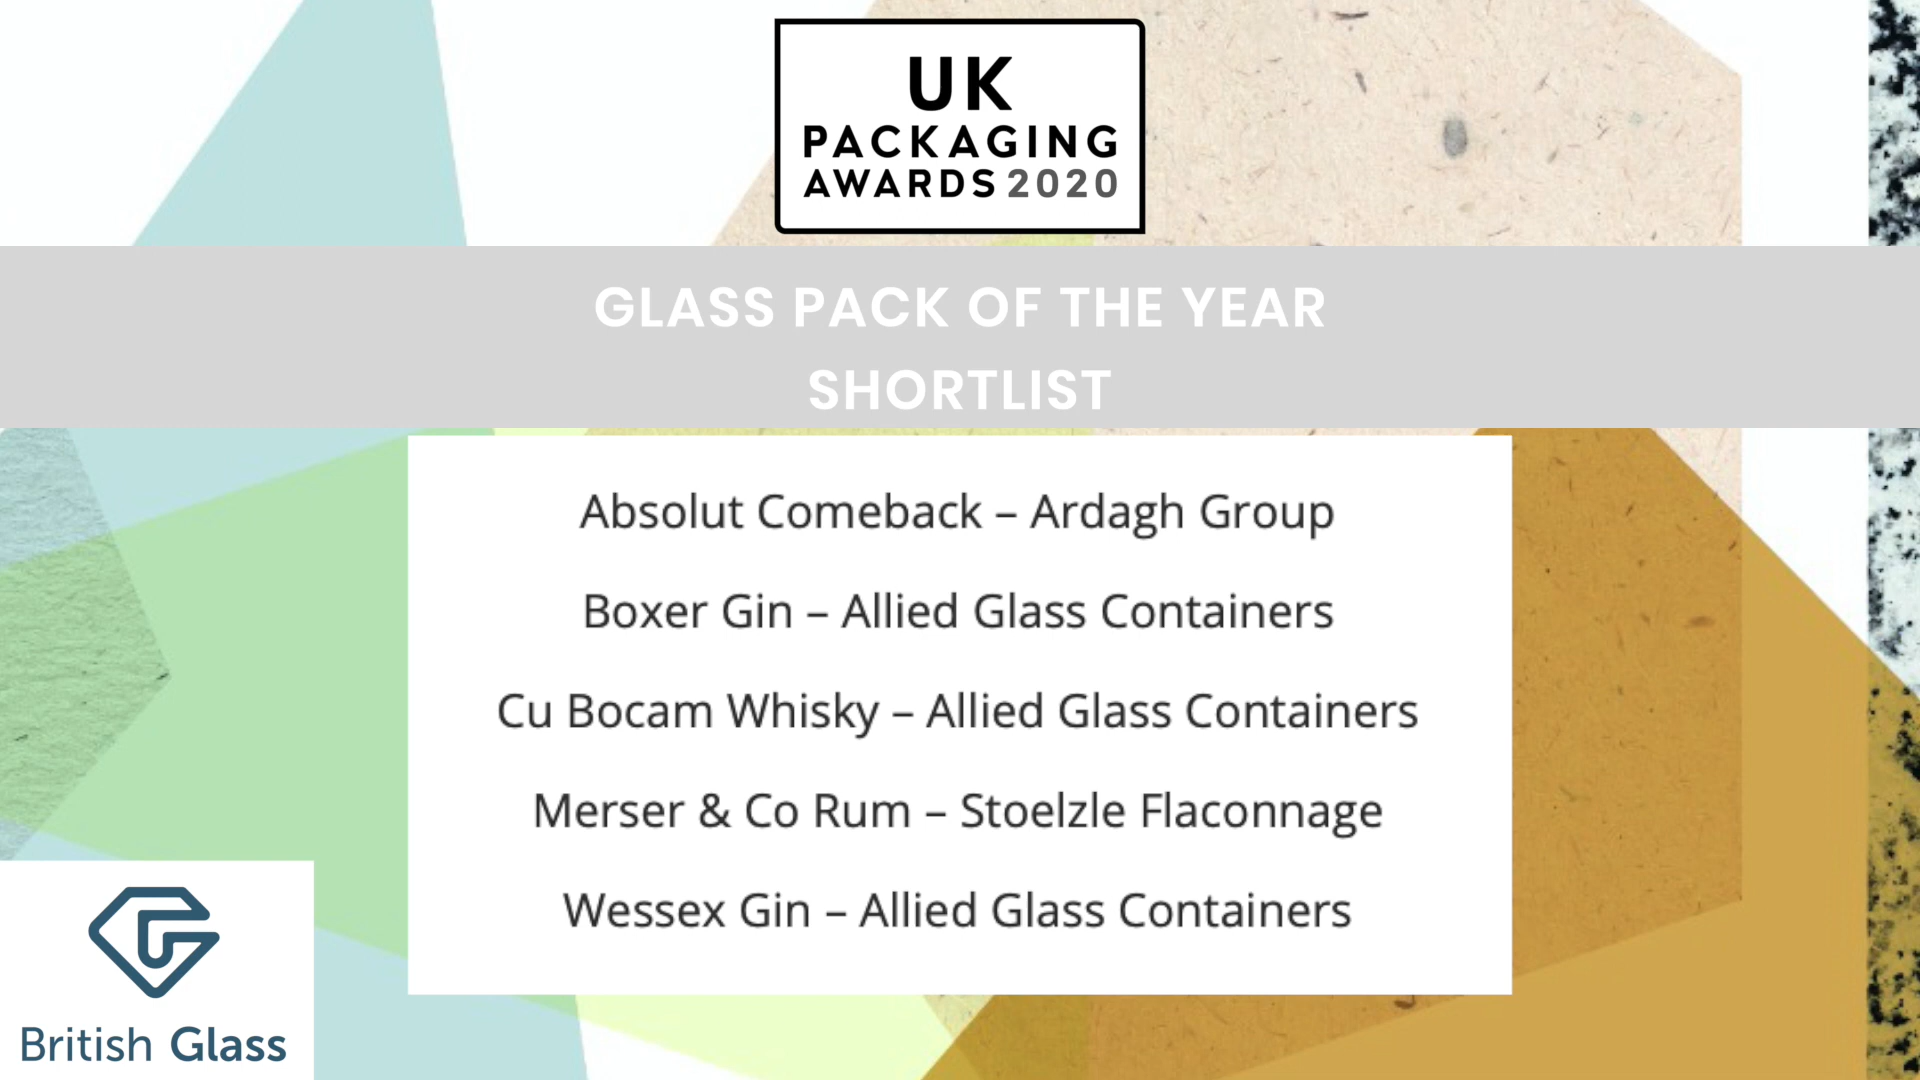 UK
PACKAGING
AWARDS 2020
GLASS PACK OF THE YEAR
SHORTLIST
Absolut Comeback – Ardagh Group
Boxer Gin – Allied Glass Containers
Cu Bocam Whisky – Allied Glass Containers
Merser & Co Rum – Stoelzle Flaconnage
Wessex Gin – Allied Glass Containers
British Glass